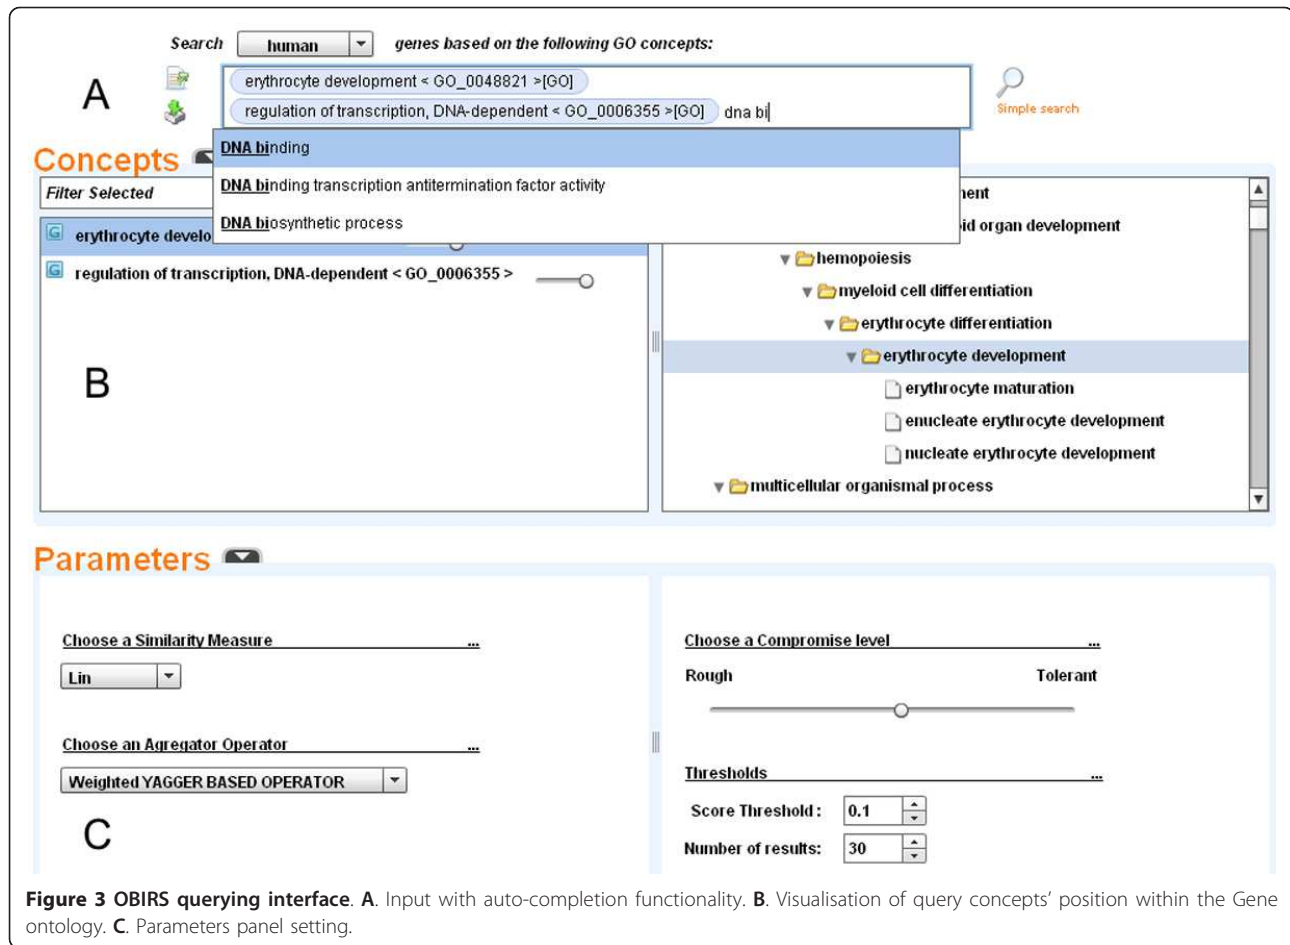 Search human genes based on the following GO concepts:
A
erythrocyte development < GO_0048821 >[GO]
regulation of transcription, DNA-dependent < GO_0006355 >[GO] dna bi
Simple search
DNA binding
DNA binding transcription antitermination factor activity
DNA biosynthetic process
Concepts
Filter Selected
erythrocyte develo
regulation of transcription, DNA-dependent < GO_0006355 >
B
ment
id organ development
hemopoiesis
myeloid cell differentiation
erythrocyte differentiation
erythrocyte development
erythrocyte maturation
enucleate erythrocyte development
nucleate erythrocyte development
multicellular organismal process
Parameters
Choose a Similarity Measure ...
Lin
Choose an Agregator Operator ...
Weighted YAGGER BASED OPERATOR
C
Choose a Compromise level ...
Rough Tolerant
Thresholds ...
Score Threshold : 0.1
Number of results: 30
Figure 3 OBIRS querying interface. A. Input with auto-completion functionality. B. Visualisation of query concepts' position within the Gene
ontology. C. Parameters panel setting.